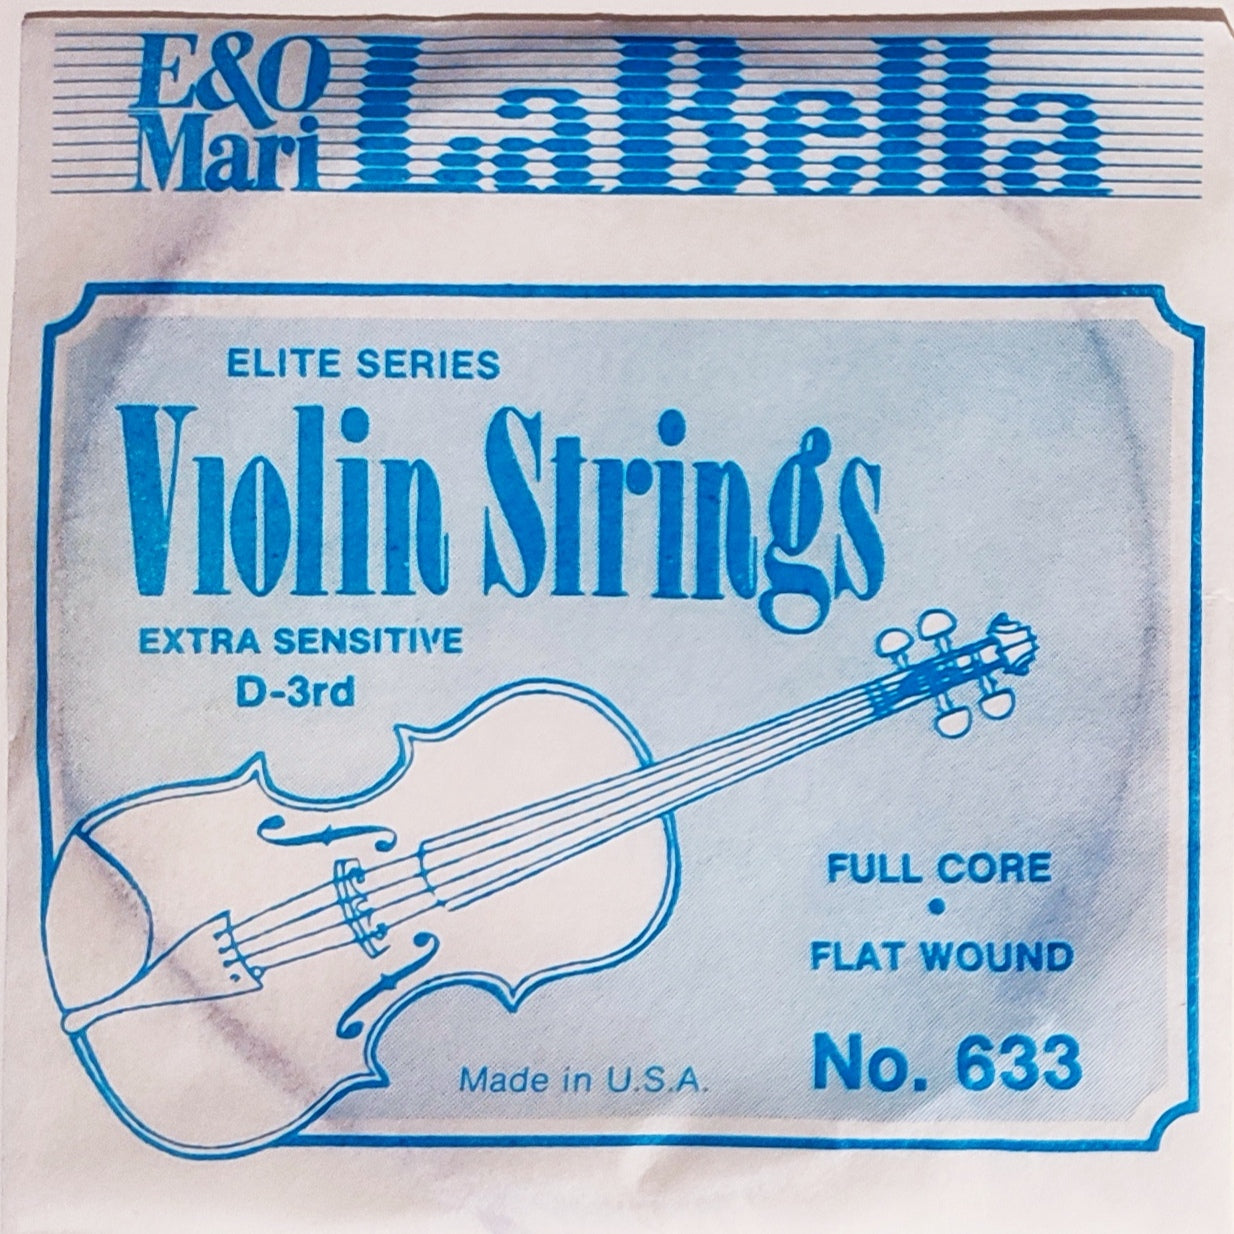 E&O
Mari
LaBella
ELITE SERIES
Violin Strings
EXTRA SENSITIVE
D-3rd
FULL CORE
•
FLAT WOUND
No. 633
Made in U.S.A.